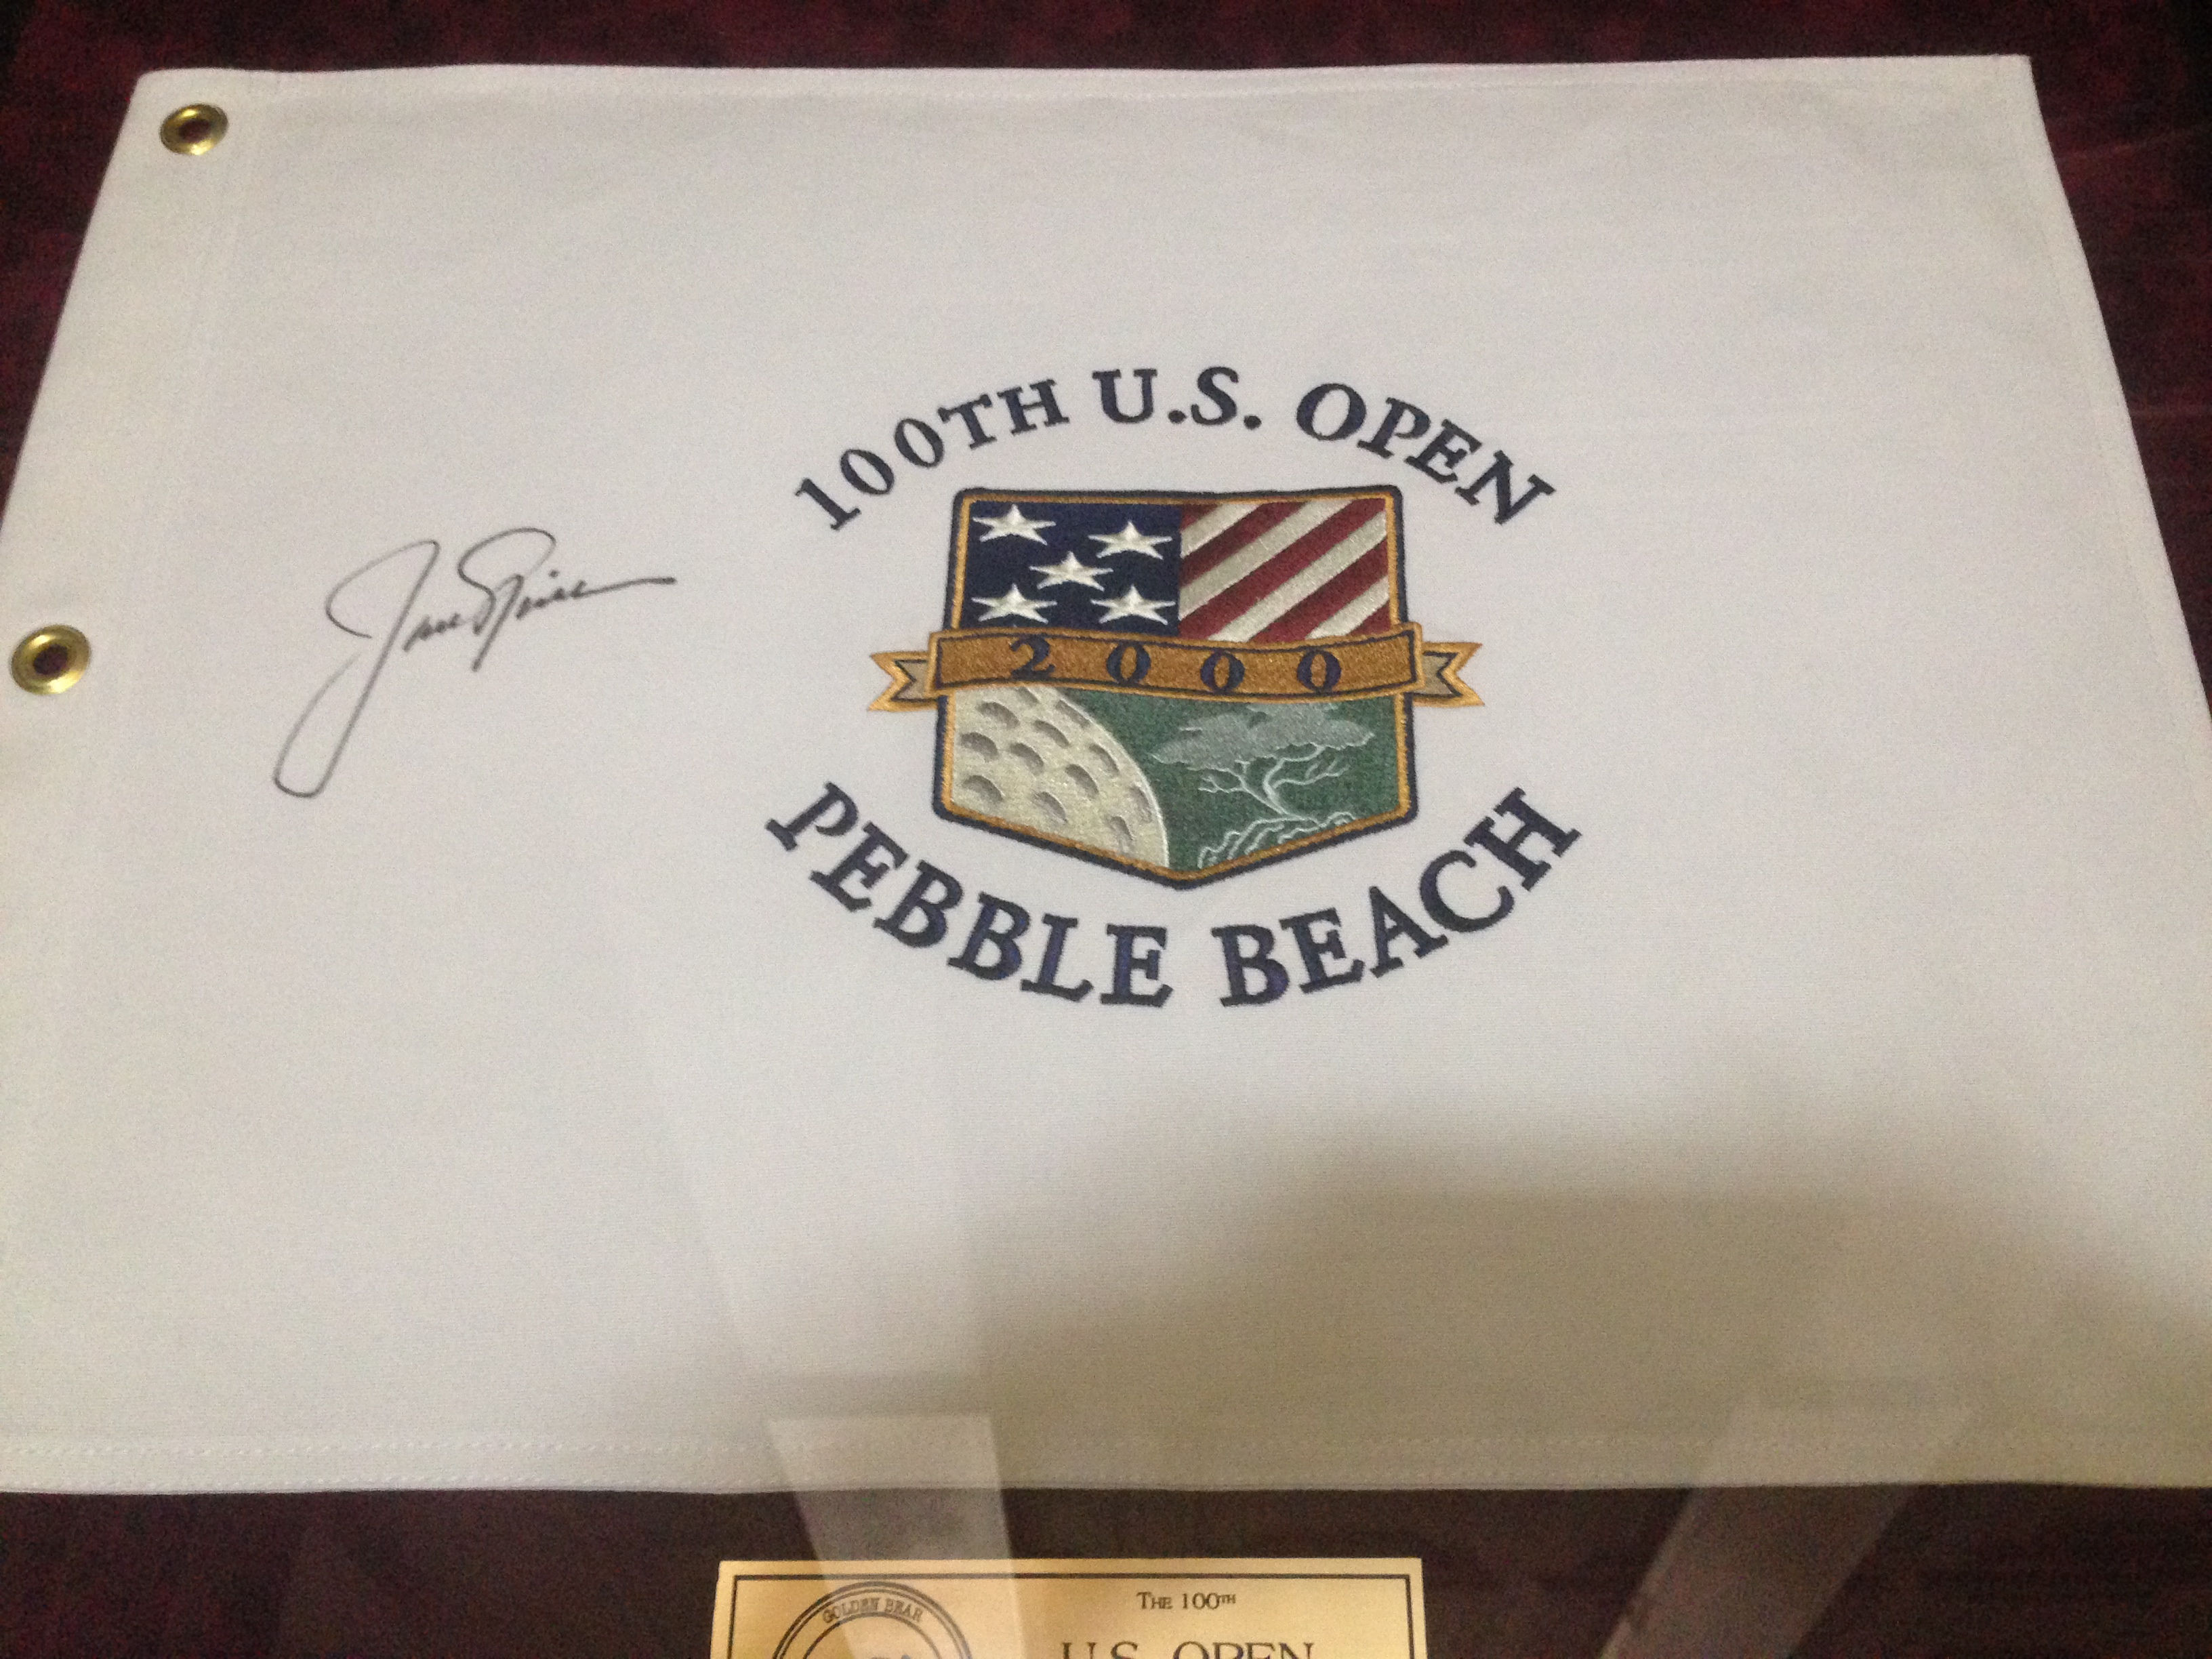 100TH U.S. OPEN
2000
PEBBLE BEACH
GOLDEN BEAR
THE 100TH
U.S. OPEN